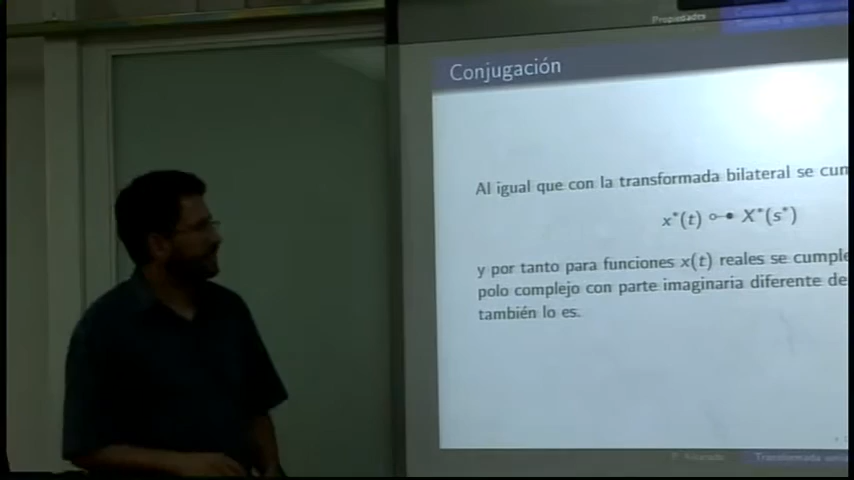 Propiedades
Conjugación
Al igual que con la transformada bilateral se cum
x*(t) ○─● X*(s*)
y por tanto para funciones x(t) reales se cumple
polo complejo con parte imaginaria diferente de
también lo es.
P. Alvarado Transformada